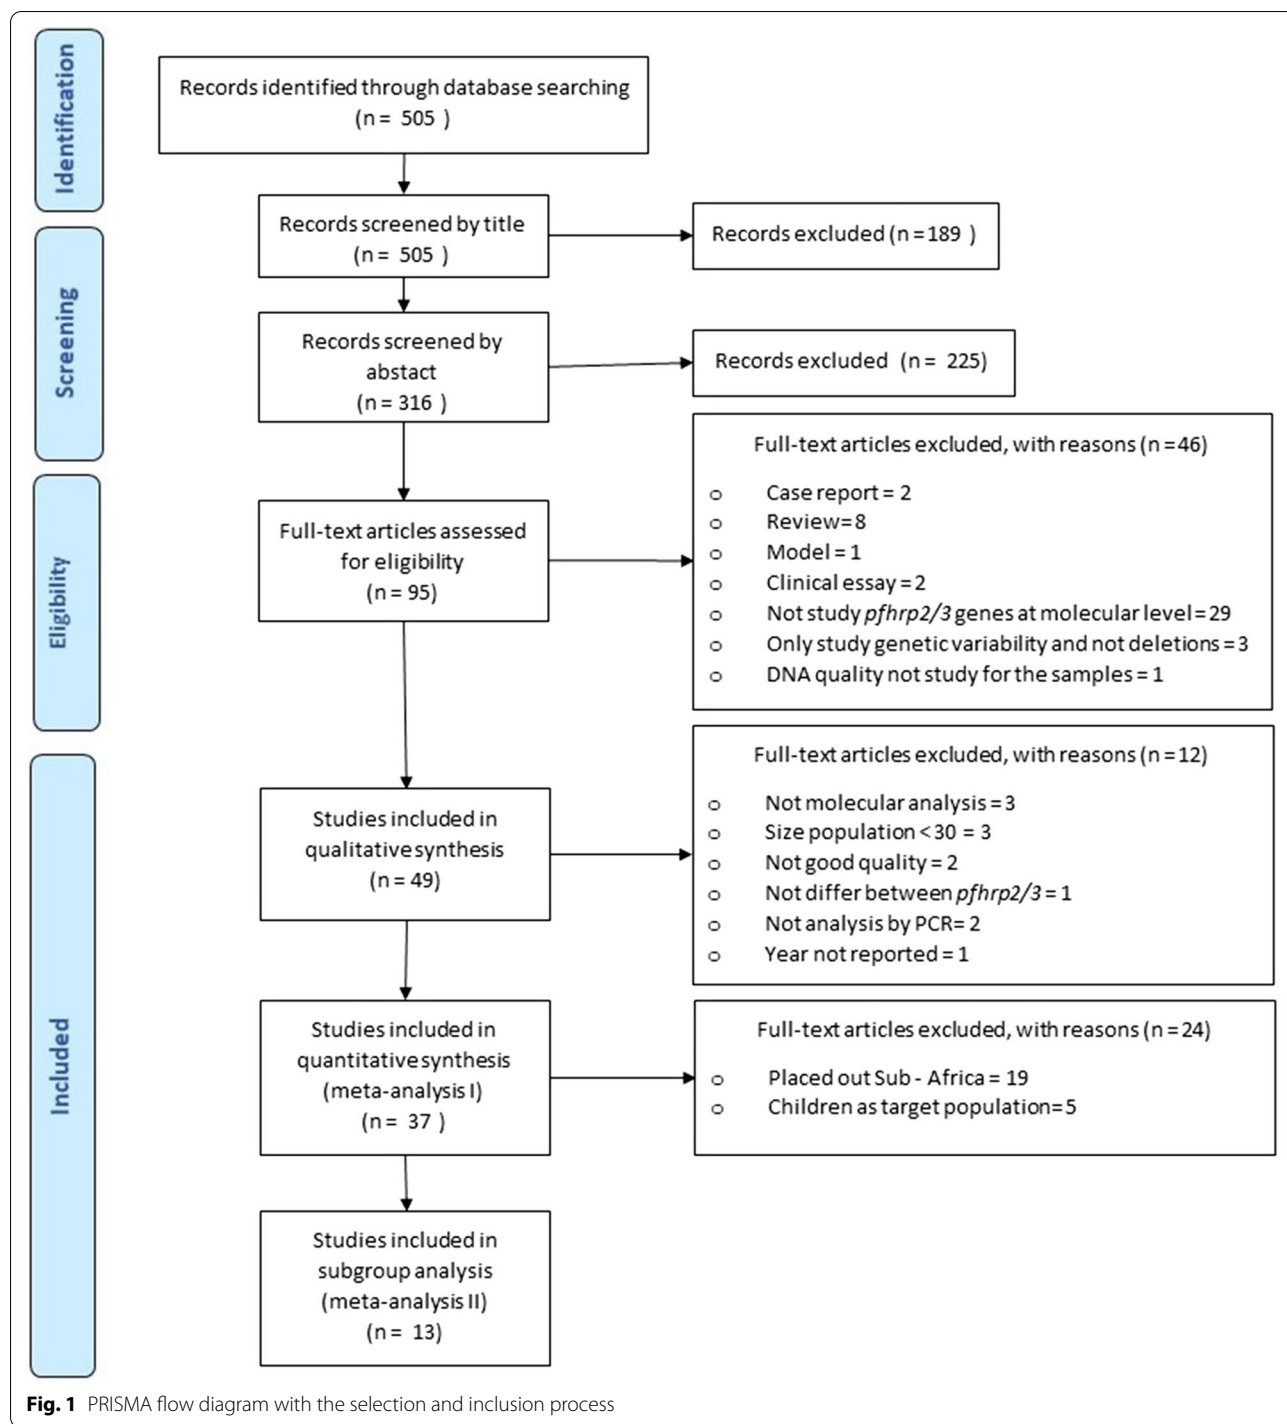 Identification
Records identified through database searching
(n = 505 )
Records screened by title
(n = 505 )
Records excluded (n =189 )
Screening
Records screened by
abstact
(n = 316 )
Records excluded (n = 225)
Eligibility
Full-text articles assessed
for eligibility
(n = 95)
Full-text articles excluded, with reasons (n =46)
o Case report = 2
o Review= 8
o Model = 1
o Clinical essay = 2
o Not study pfhrp2/3 genes at molecular level = 29
o Only study genetic variability and not deletions = 3
o DNA quality not study for the samples = 1
Included
Studies included in
qualitative synthesis
(n = 49)
Full-text articles excluded, with reasons (n =12)
o Not molecular analysis = 3
o Size population < 30 = 3
o Not good quality = 2
o Not differ between pfhrp2/3 = 1
o Not analysis by PCR= 2
o Year not reported = 1
Studies included in
quantitative synthesis
(meta-analysis I)
(n = 37 )
Full-text articles excluded, with reasons (n =24)
o Placed out Sub - Africa = 19
o Children as target population= 5
Studies included in
subgroup analysis
(meta-analysis II)
(n = 13)
Fig. 1 PRISMA flow diagram with the selection and inclusion process